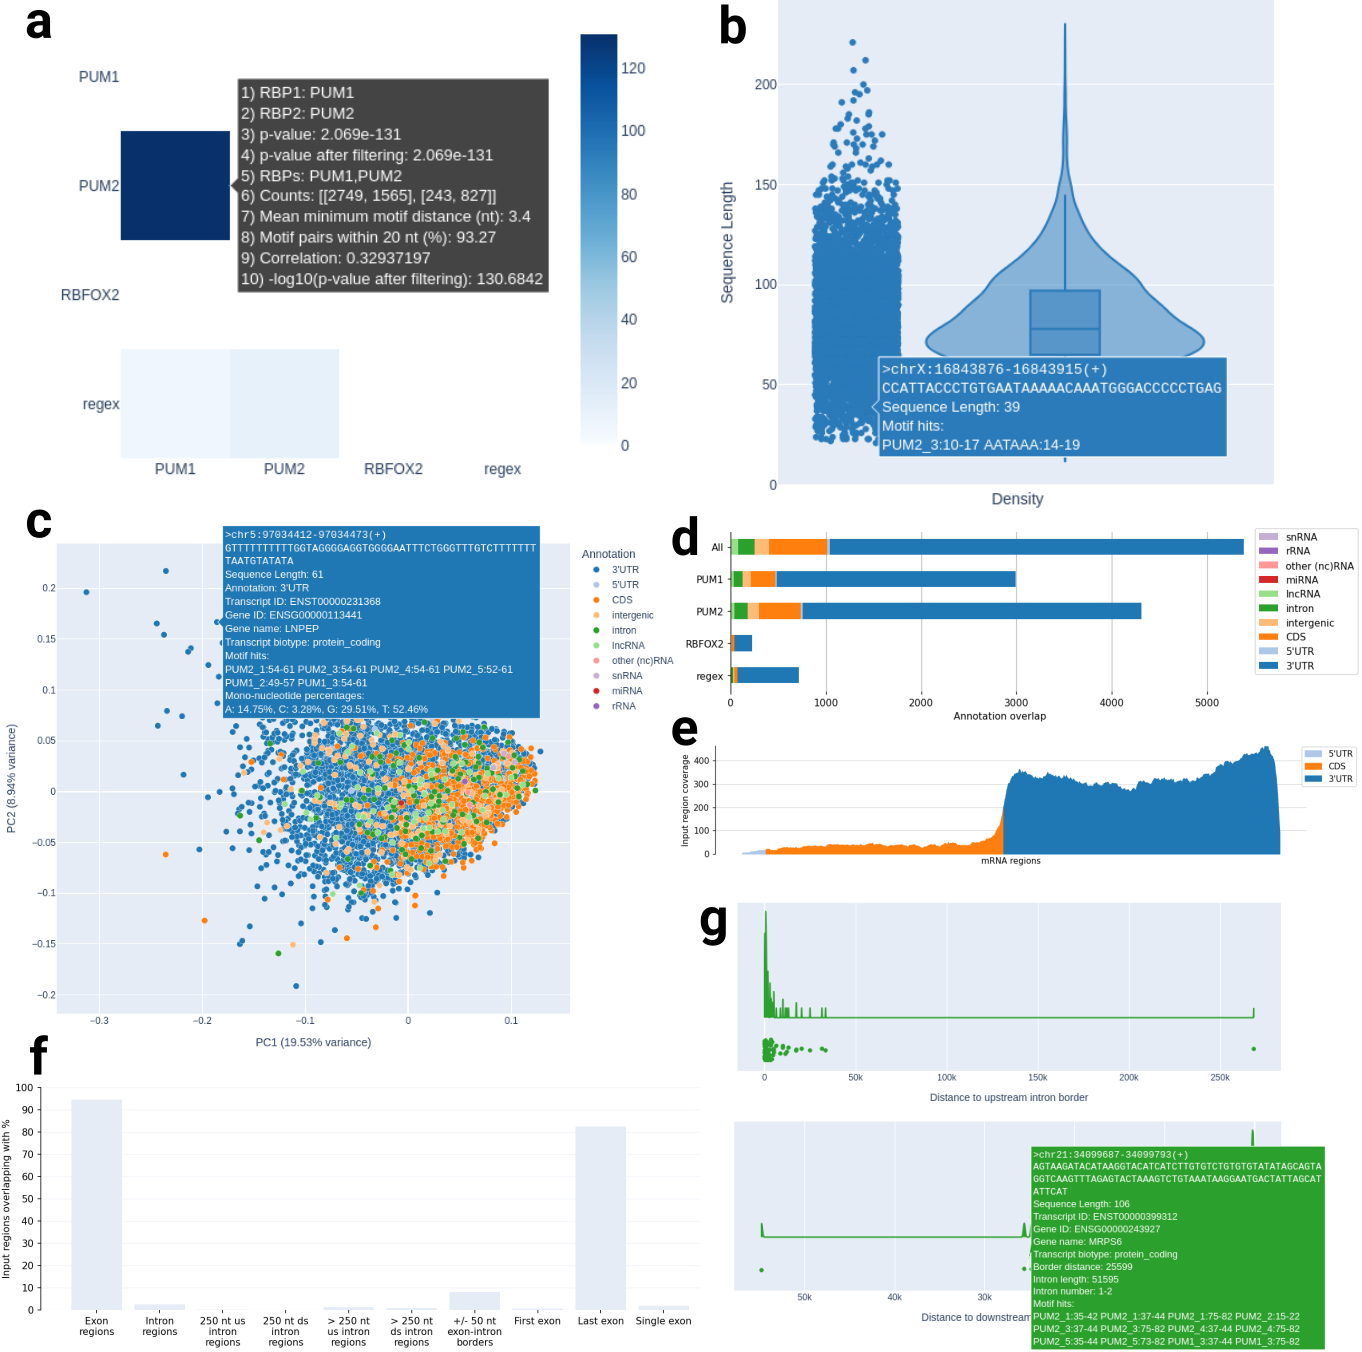 a
PUM1
PUM2
RBFOX2
regex
PUM1
PUM2
RBFOX2
regex
1) RBP1: PUM1
2) RBP2: PUM2
3) p-value: 2.069e-131
4) p-value after filtering: 2.069e-131
5) RBPs: PUM1,PUM2
6) Counts: [[2749, 1565], [243, 827]]
7) Mean minimum motif distance (nt): 3.4
8) Motif pairs within 20 nt (%): 93.27
9) Correlation: 0.32937197
10) -log10(p-value after filtering): 130.6842
120
100
80
60
40
20
0
b
Sequence Length
200
150
100
50
0
>chrX:16843876-16843915(+)
CCATTACCCTGTGAATAAAAACAAATGGGACCCCCTGAG
Sequence Length: 39
Motif hits:
PUM2_3:10-17 AATAAA:14-19
Density
c
>chr5:97034412-97034473(+)
GTTTTTTTTTTGGTAGGGGAGGTGGGGAATTTCTGGGTTTGTCTTTTTTT
TAATGTATATA
Sequence Length: 61
Annotation: 3'UTR
Transcript ID: ENST00000231368
Gene ID: ENSG00000113441
Gene name: LNPEP
Transcript biotype: protein_coding
Motif hits:
PUM2_1:54-61 PUM2_3:54-61 PUM2_4:54-61 PUM2_5:52-61
PUM1_2:49-57 PUM1_3:54-61
Mono-nucleotide percentages:
A: 14.75%, C: 3.28%, G: 29.51%, T: 52.46%
PC2 (8.94% variance)
0.2
0.15
0.1
0.05
0
−0.05
−0.1
−0.15
−0.2
−0.3
−0.2
−0.1
0
0.1
PC1 (19.53% variance)
Annotation
3'UTR
5'UTR
CDS
intergenic
intron
lncRNA
other (nc)RNA
snRNA
miRNA
rRNA
d
All
PUM1
PUM2
RBFOX2
regex
0
1000
2000
3000
4000
5000
Annotation overlap
snRNA
rRNA
other (nc)RNA
miRNA
lncRNA
intron
intergenic
CDS
5'UTR
3'UTR
e
Input region coverage
400
300
200
100
0
mRNA regions
5'UTR
CDS
3'UTR
f
Input regions overlapping with %
100
90
80
70
60
50
40
30
20
10
0
Exon
regions
Intron
regions
250 nt us
intron
regions
250 nt ds
intron
regions
> 250 nt
us intron
regions
> 250 nt
ds intron
regions
+/- 50 nt
exon-intron
borders
First exon
Last exon
Single exon
g
0
50k
100k
150k
200k
250k
Distance to upstream intron border
50k
40k
30k
Distance to downstream
>chr21:34099687-34099793(+)
AGTAAGATACATAAGGTACATCATCTTGTGTCTGTGTGTATATAGCAGTA
GGTCAAGTTTAGAGTACTAAAGTCTGTAAATAAGGAATGACTATTAGCAT
ATTCAT
Sequence Length: 106
Transcript ID: ENST00000399312
Gene ID: ENSG00000243927
Gene name: MRPS6
Transcript biotype: protein_coding
Border distance: 25599
Intron length: 51595
Intron number: 1-2
Motif hits:
PUM2_1:35-42 PUM2_1:37-44 PUM2_1:75-82 PUM2_2:15-22
PUM2_3:37-44 PUM2_3:75-82 PUM2_4:37-44 PUM2_4:75-82
PUM2_5:35-44 PUM2_5:73-82 PUM1_3:37-44 PUM1_3:75-82